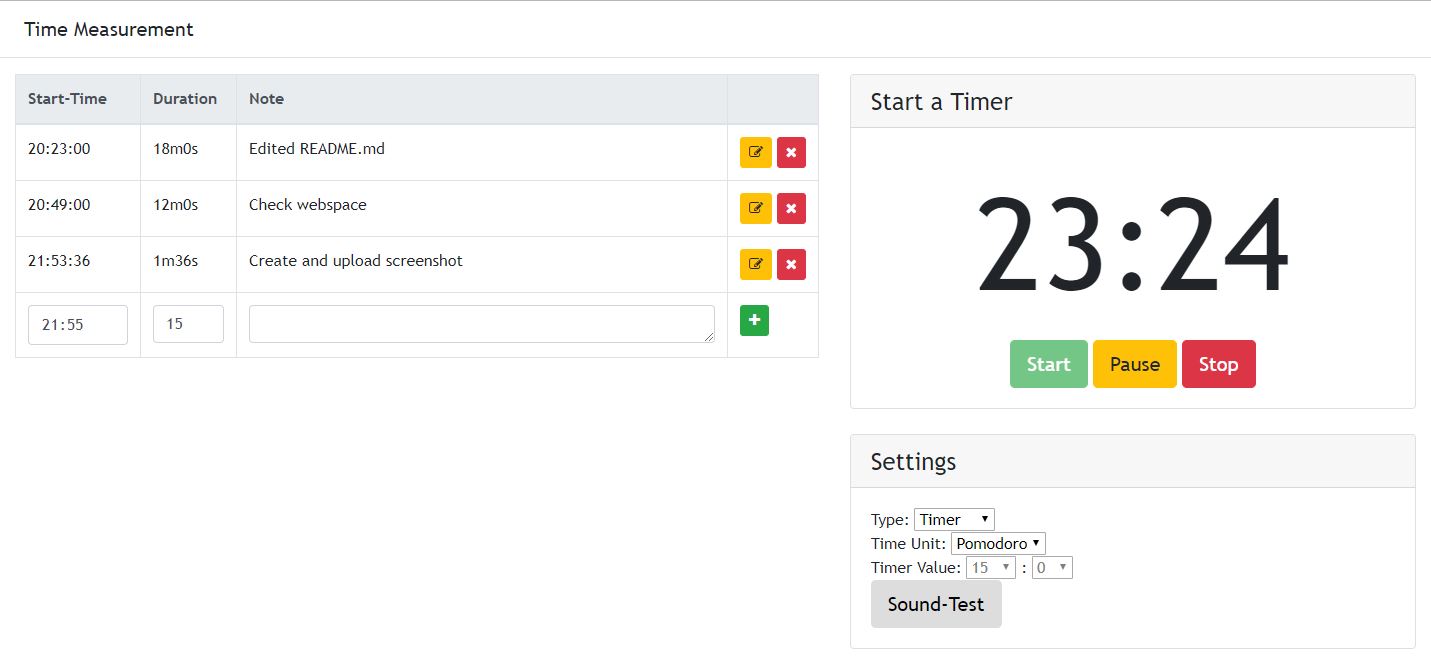 Time Measurement
Start-Time Duration Note
20:23:00 18m0s Edited README.md
20:49:00 12m0s Check webspace
21:53:36 1m36s Create and upload screenshot
21:55 15
Start a Timer
23:24
Start Pause Stop
Settings
Type: Timer
Time Unit: Pomodoro
Timer Value: 15 : 0
Sound-Test